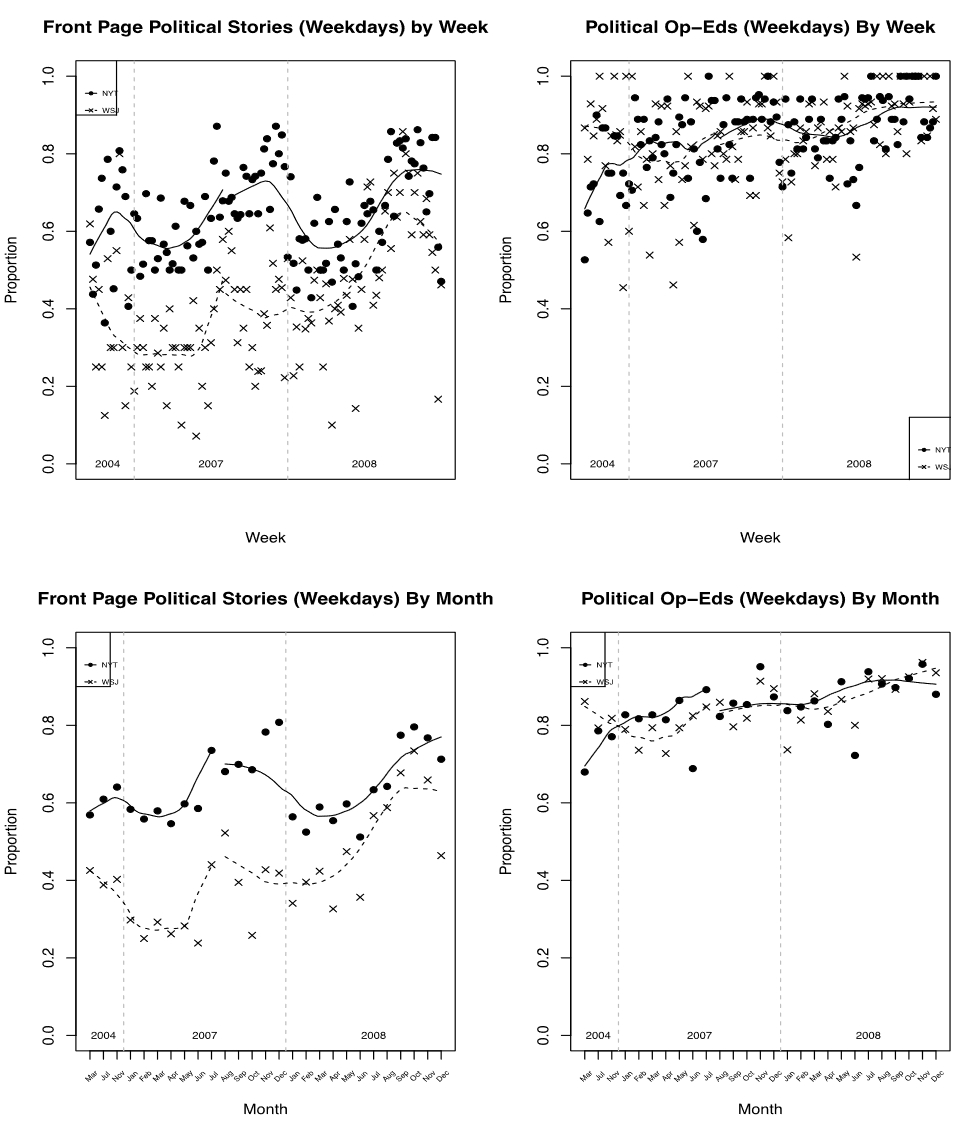 Front Page Political Stories (Weekdays) by Week
Proportion
1.0
0.8
0.6
0.4
0.2
0.0
NYT
WSJ
2004
2007
2008
Week
Political Op−Eds (Weekdays) By Week
Proportion
1.0
0.8
0.6
0.4
0.2
0.0
2004
2007
2008
NYT
WSJ
Week
Front Page Political Stories (Weekdays) By Month
Proportion
1.0
0.8
0.6
0.4
0.2
0.0
NYT
WSJ
2004
2007
2008
Mar Jul Nov Jan Feb Mar Apr May Jun Jul Aug Sep Oct Nov Dec Jan Feb Mar Apr May Jun Jul Aug Sep Oct Nov Dec
Month
Political Op−Eds (Weekdays) By Month
Proportion
1.0
0.8
0.6
0.4
0.2
0.0
NYT
WSJ
2004
2007
2008
Mar Jul Nov Jan Feb Mar Apr May Jun Jul Aug Sep Oct Nov Dec Jan Feb Mar Apr May Jun Jul Aug Sep Oct Nov Dec
Month